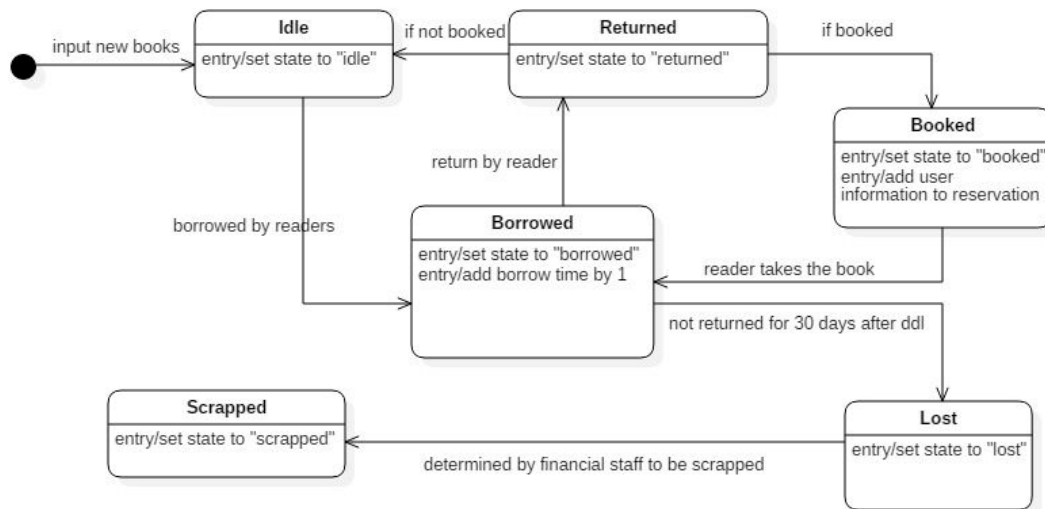 Idle
entry/set state to "idle"
input new books
if not booked
Returned
entry/set state to "returned"
if booked
Booked
entry/set state to "booked"
entry/add user
information to reservation
return by reader
borrowed by readers
Borrowed
entry/set state to "borrowed"
entry/add borrow time by 1
reader takes the book
not returned for 30 days after ddl
Scrapped
entry/set state to "scrapped"
determined by financial staff to be scrapped
Lost
entry/set state to "lost"